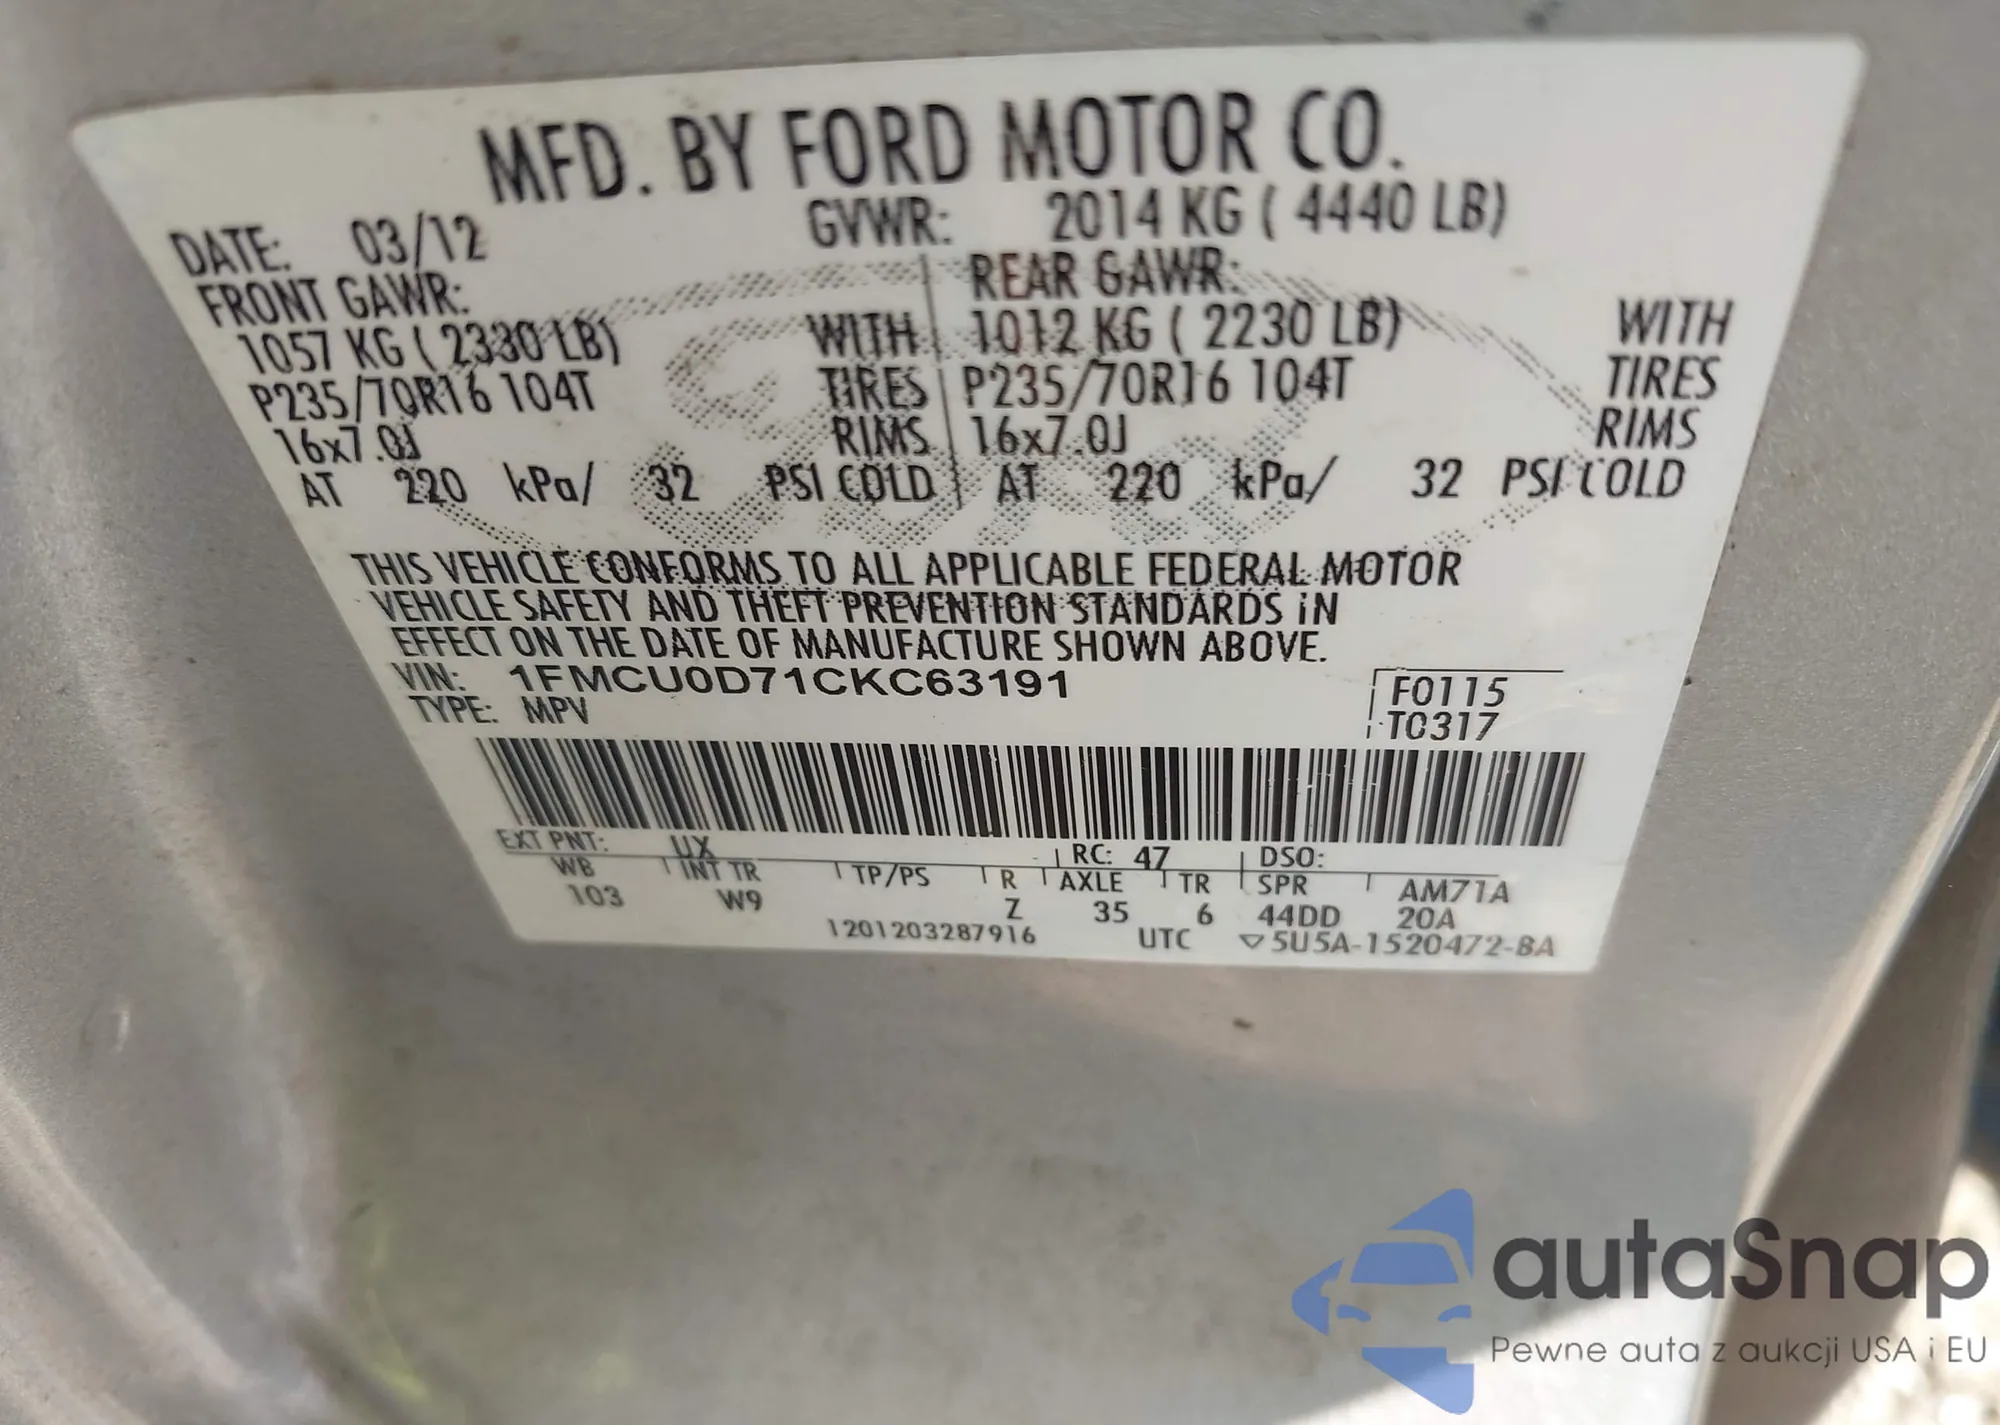 MFD. BY FORD MOTOR CO.
DATE: 03/12 GVWR: 2014 KG ( 4440 LB)
FRONT GAWR: REAR GAWR:
1057 KG ( 2330 LB) WITH 1012 KG ( 2230 LB) WITH
P235/70R16 104T TIRES P235/70R16 104T TIRES
16x7.0J RIMS 16x7.0J RIMS
AT 220 kPa/ 32 PSI COLD AT 220 kPa/ 32 PSI COLD
THIS VEHICLE CONFORMS TO ALL APPLICABLE FEDERAL MOTOR
VEHICLE SAFETY AND THEFT PREVENTION STANDARDS IN
EFFECT ON THE DATE OF MANUFACTURE SHOWN ABOVE.
VIN: 1FMCU0D71CKC63191 F0115
TYPE: MPV T0317
EXT PNT: UX RC: 47 DSO:
WB INT TR TP/PS R AXLE TR SPR AM71A
103 W9 Z 35 6 44DD 20A
1201203287916 UTC ▽5U5A-1520472-BA
autaSnap
Pewne auta z aukcji USA i EU